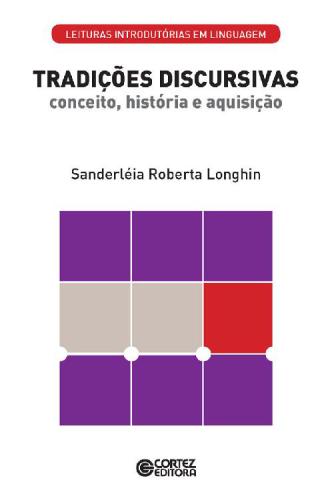 LEITURAS INTRODUTÓRIAS EM LINGUAGEM
TRADIÇÕES DISCURSIVAS
conceito, história e aquisição
Sanderléia Roberta Longhin
CORTEZ
EDITORA